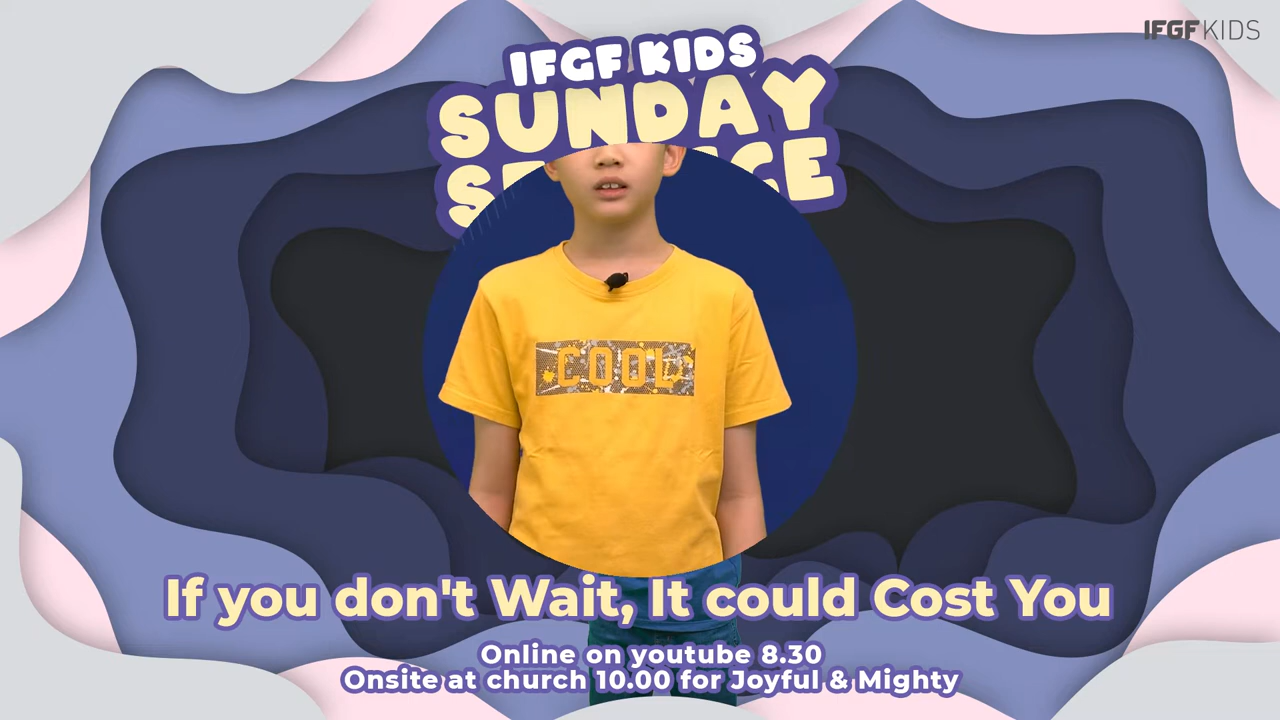 IFGF KIDS
IFGF KIDS
SUNDAY
COOL
If you don't Wait, It could Cost You
Online on youtube 8.30
Onsite at church 10.00 for Joyful & Mighty